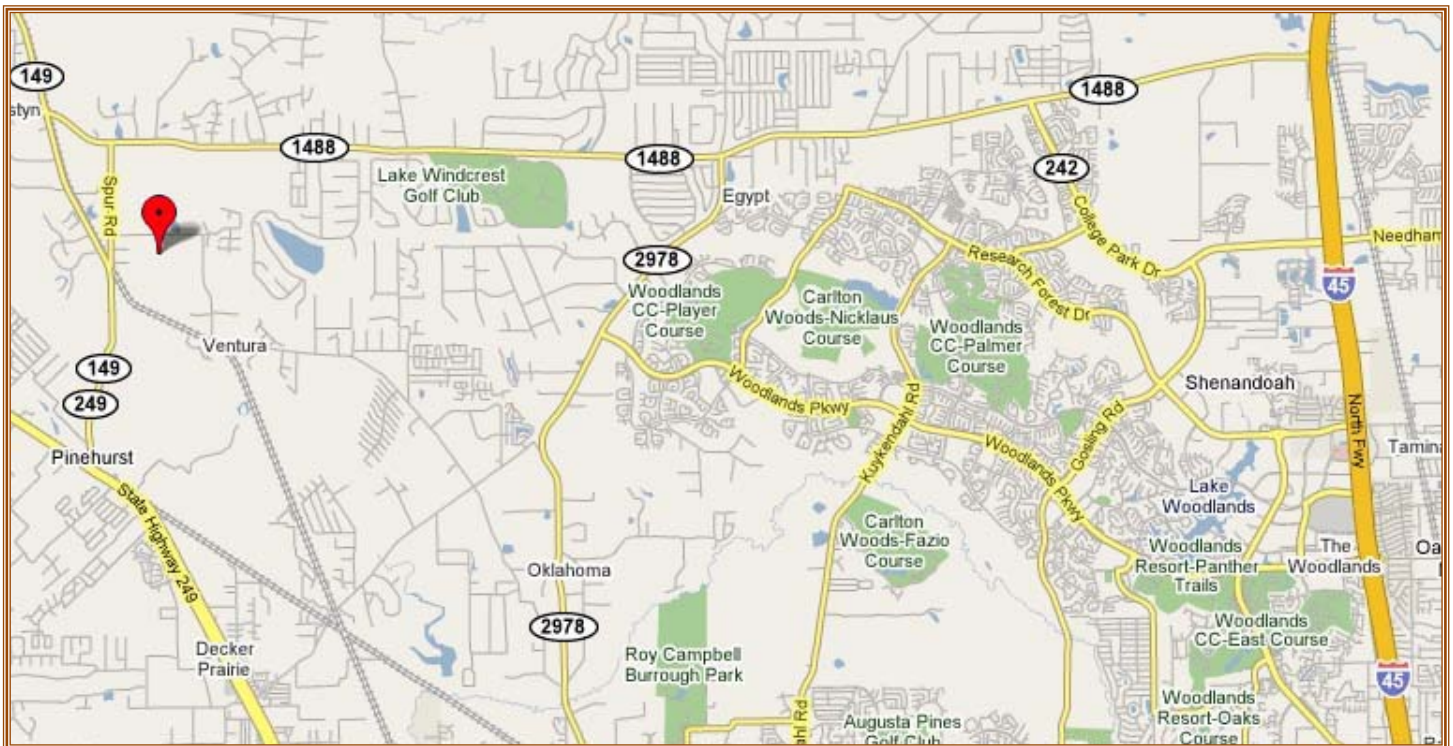 149
styn
1488
1488
1488
242
Lake Windcrest
Golf Club
Egypt
Spur Rd
College Park Dr
Needham
2978
Research Forest Dr
45
Woodlands
CC-Player
Course
Carlton
Woods-Nicklaus
Course
Woodlands
CC-Palmer
Course
Ventura
149
249
Woodlands Pkwy
Kuykendahl Rd
Gosling Rd
Shenandoah
North Fwy
Tamina
Pinehurst
State Highway 249
Woodlands Pkwy
Lake
Woodlands
Carlton
Woods-Fazio
Course
Woodlands
Resort-Panther
Trails
The
Woodlands
Oa
Oklahoma
2978
Woodlands
CC-East Course
Decker
Prairie
Roy Campbell
Burrough Park
45
Woodlands
Resort-Oaks
Course
ahl Rd
Augusta Pines
Golf Club